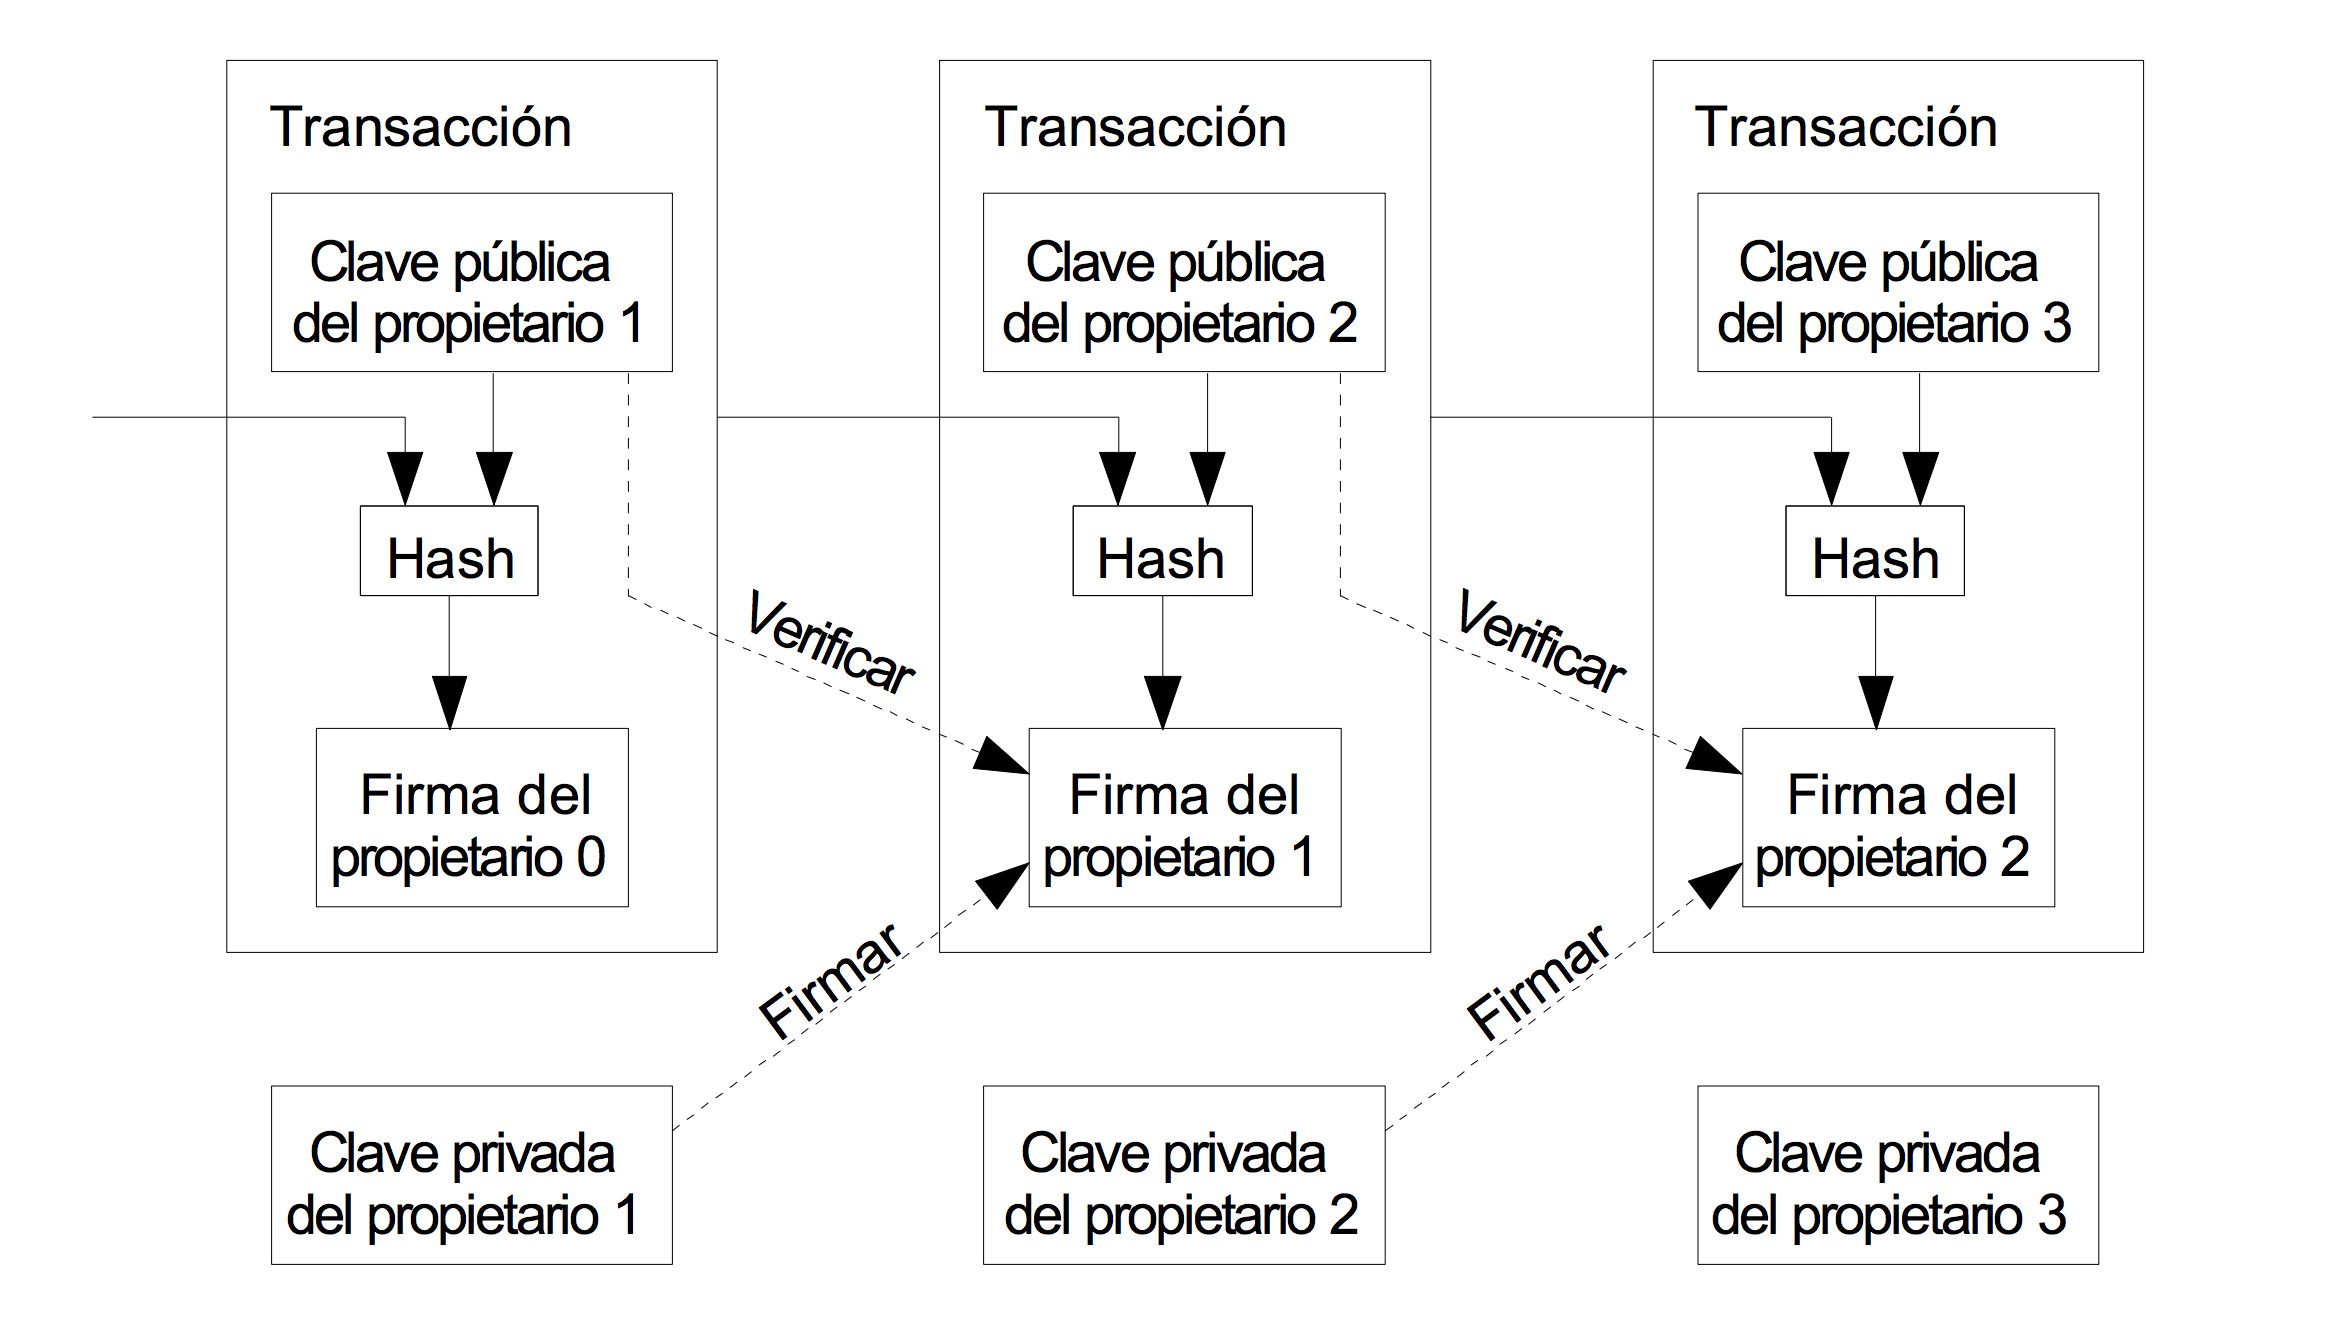 Transacción
Clave pública
del propietario 1
Hash
Firma del
propietario 0
Transacción
Clave pública
del propietario 2
Hash
Firma del
propietario 1
Transacción
Clave pública
del propietario 3
Hash
Firma del
propietario 2
Verificar
Verificar
Firmar
Firmar
Clave privada
del propietario 1
Clave privada
del propietario 2
Clave privada
del propietario 3